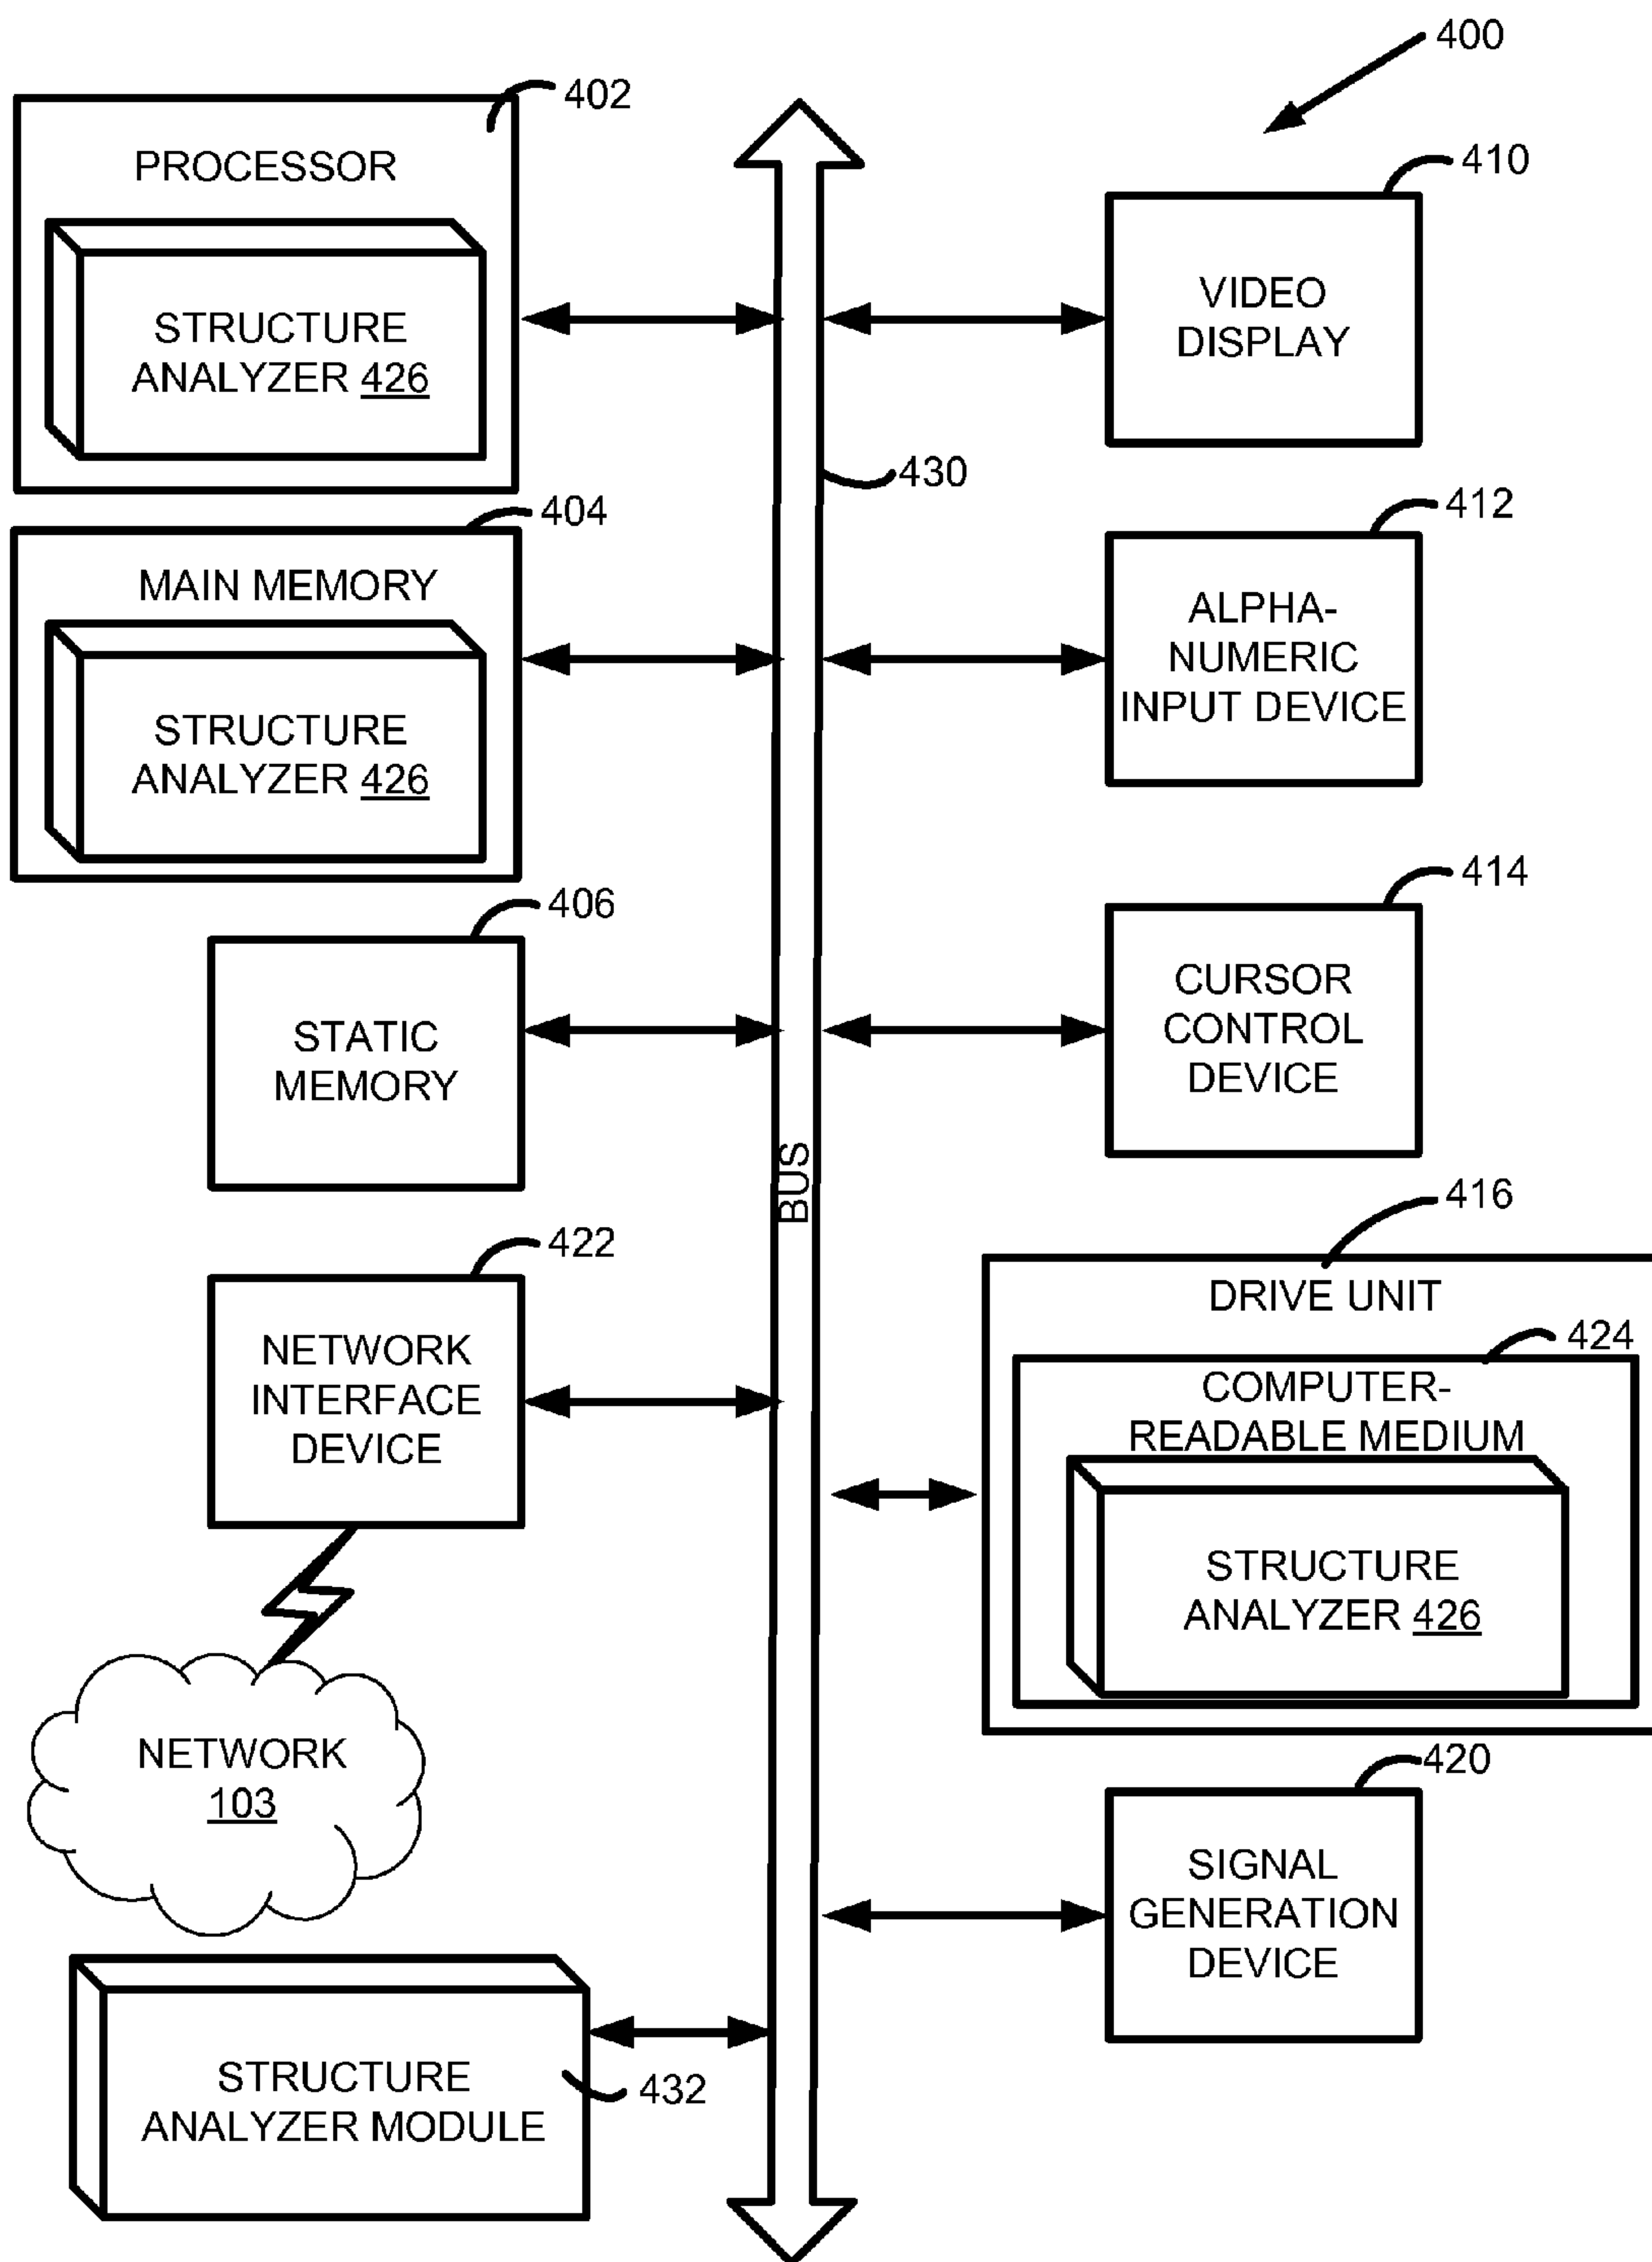 400
402
PROCESSOR
STRUCTURE
ANALYZER 426
404
MAIN MEMORY
STRUCTURE
ANALYZER 426
406
STATIC
MEMORY
422
NETWORK
INTERFACE
DEVICE
NETWORK
103
STRUCTURE
ANALYZER MODULE
432
BUS
430
410
VIDEO
DISPLAY
412
ALPHA-
NUMERIC
INPUT DEVICE
414
CURSOR
CONTROL
DEVICE
416
DRIVE UNIT
424
COMPUTER-
READABLE MEDIUM
STRUCTURE
ANALYZER 426
420
SIGNAL
GENERATION
DEVICE